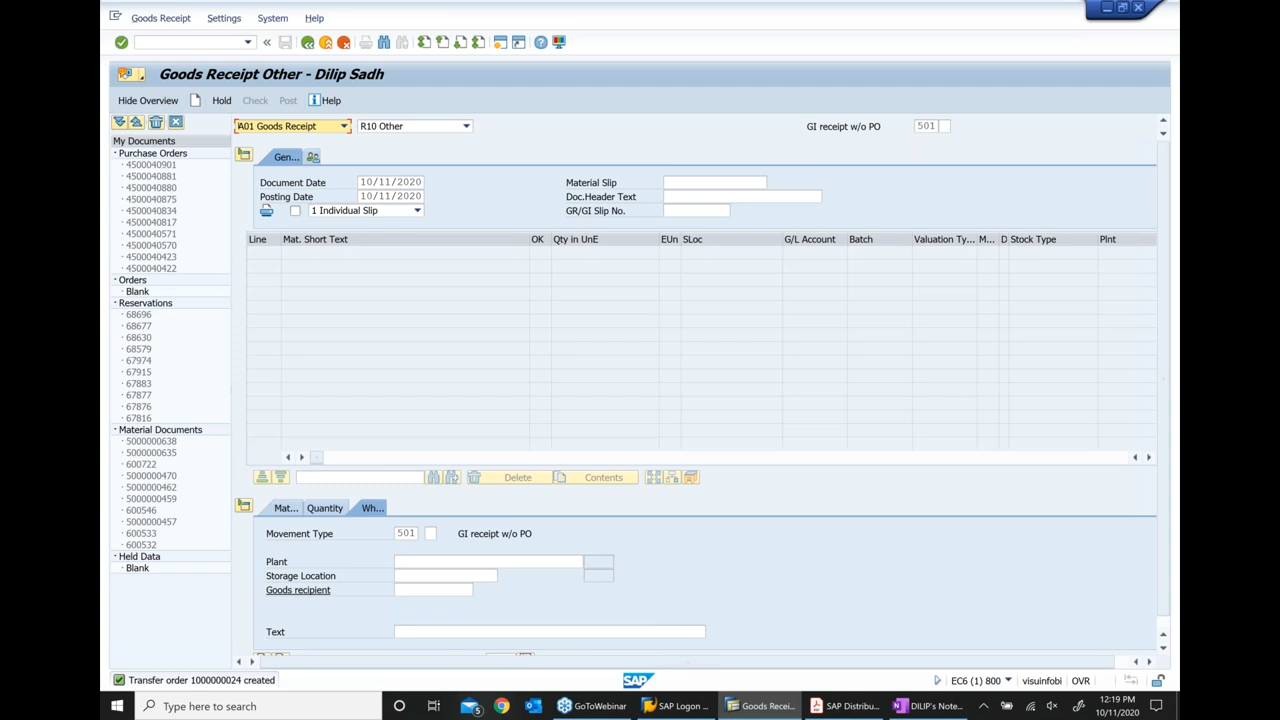 Goods Receipt Settings System Help
Goods Receipt Other - Dilip Sadh
Hide Overview Hold Check Post Help
A01 Goods Receipt R10 Other GI receipt w/o PO 501
My Documents
Purchase Orders
4500040901
4500040881
4500040880
4500040875
4500040834
4500040817
4500040571
4500040570
4500040423
4500040422
Orders
Blank
Reservations
68696
68677
68630
68579
67974
67915
67883
67877
67876
67816
Material Documents
5000000638
5000000635
600722
5000000470
5000000462
5000000459
600546
5000000457
600533
600532
Held Data
Blank
Gen...
Document Date 10/11/2020 Material Slip
Posting Date 10/11/2020 Doc.Header Text
1 Individual Slip GR/GI Slip No.
Line Mat. Short Text OK Qty in UnE EUn SLoc G/L Account Batch Valuation Ty... M... D Stock Type Plnt
Delete Contents
Mat... Quantity Wh...
Movement Type 501 GI receipt w/o PO
Plant
Storage Location
Goods recipient
Text
Transfer order 1000000024 created SAP EC6 (1) 800 visuinfobi OVR
Type here to search 5 GoToWebinar SAP Logon ... Goods Recei... SAP Distribu... DILIP's Note... 12:19 PM
10/11/2020